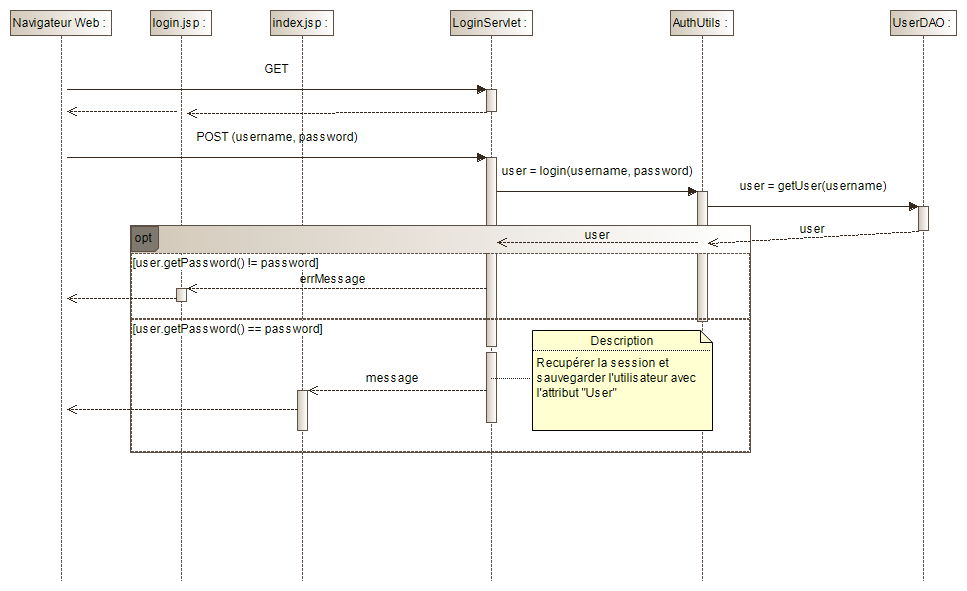 Navigateur Web :
login.jsp :
index.jsp :
LoginServlet :
AuthUtils :
UserDAO :
GET
POST (username, password)
user = login(username, password)
user = getUser(username)
user
user
opt
[user.getPassword() != password]
errMessage
[user.getPassword() == password]
Description
Recupérer la session et
sauvegarder l'utilisateur avec
l'attribut "User"
message